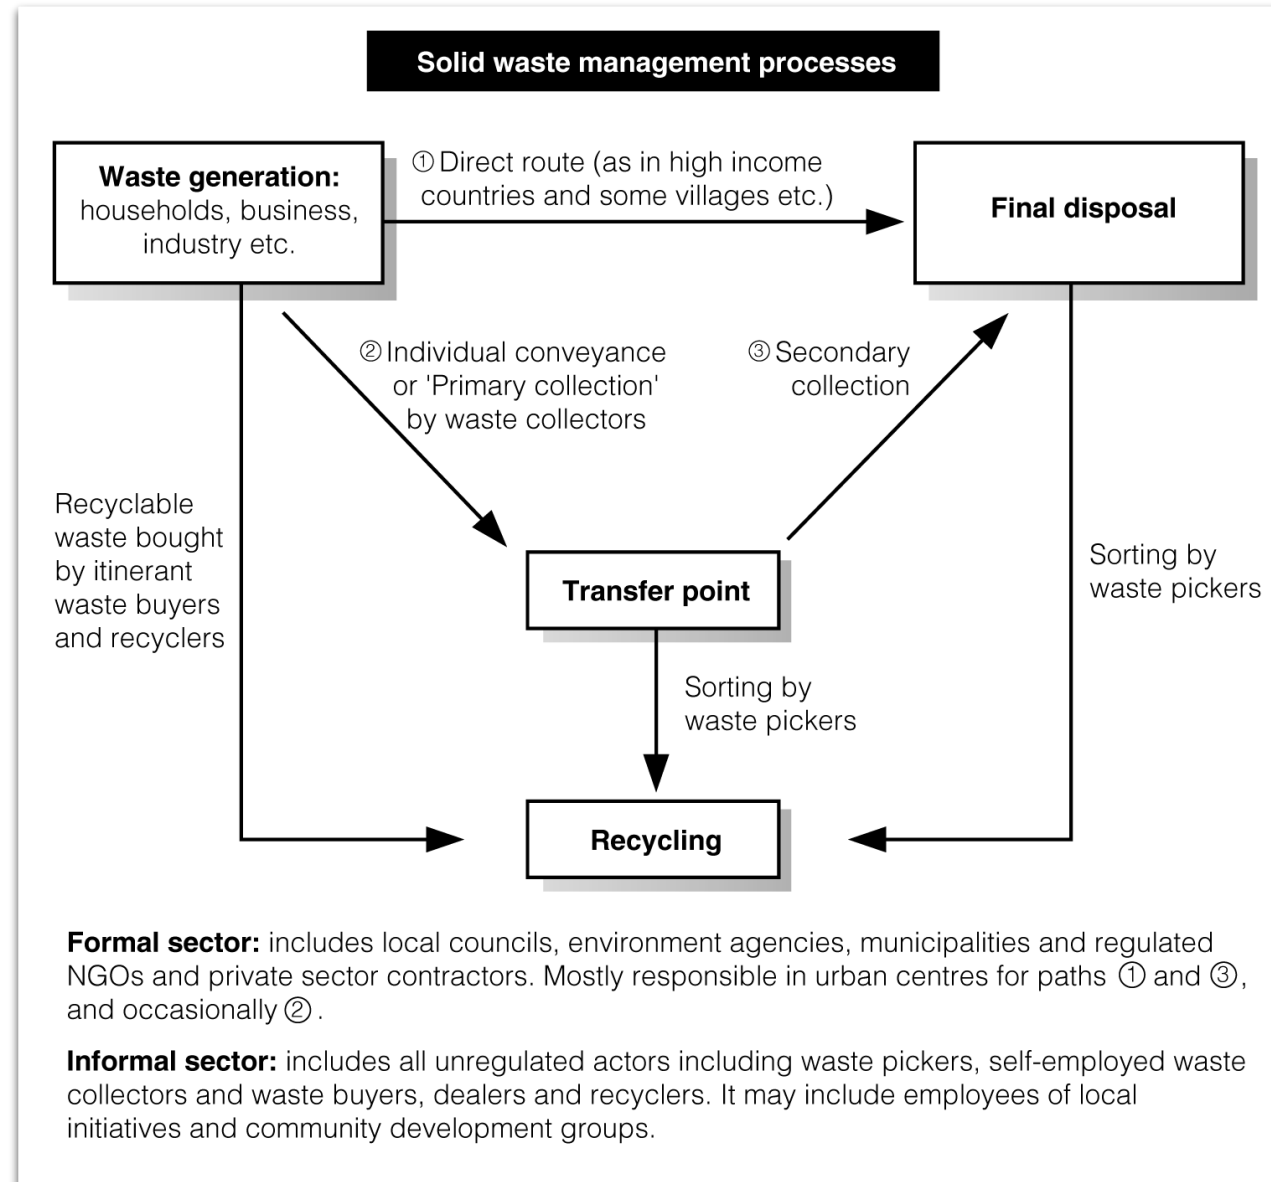 Solid waste management processes
Waste generation:
households, business,
industry etc.
① Direct route (as in high income
countries and some villages etc.)
Final disposal
② Individual conveyance
or 'Primary collection'
by waste collectors
③ Secondary
collection
Recyclable
waste bought
by itinerant
waste buyers
and recyclers
Transfer point
Sorting by
waste pickers
Sorting by
waste pickers
Recycling
Formal sector: includes local councils, environment agencies, municipalities and regulated
NGOs and private sector contractors. Mostly responsible in urban centres for paths ① and ③,
and occasionally ②.
Informal sector: includes all unregulated actors including waste pickers, self-employed waste
collectors and waste buyers, dealers and recyclers. It may include employees of local
initiatives and community development groups.